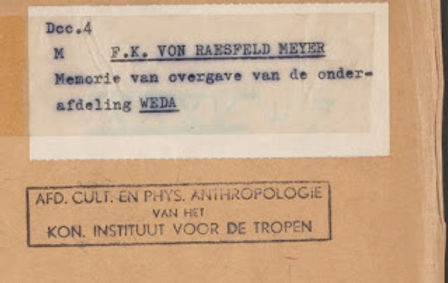 Dcc.4
M F.K. VON RAESFELD MEYER
Memorie van overgave van de onder-
afdeling WEDA
AFD. CULT. EN PHYS. ANTHROPOLOGIE
VAN HET
KON. INSTITUUT VOOR DE TROPEN